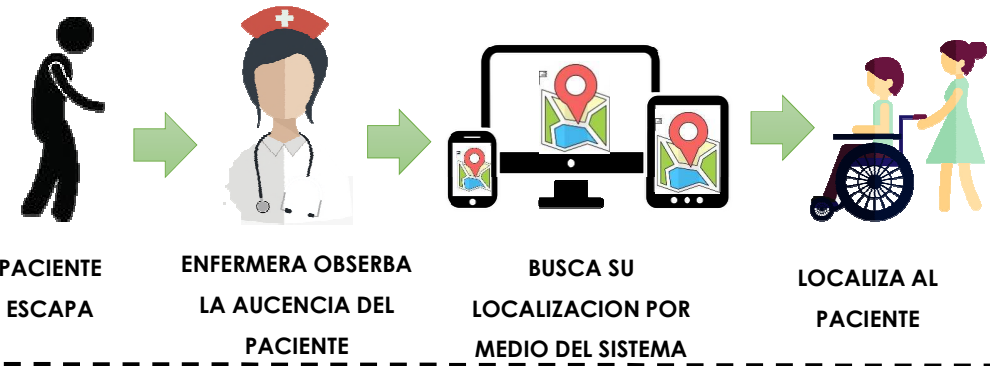 PACIENTE
ESCAPA
ENFERMERA OBSERBA
LA AUCENCIA DEL
PACIENTE
BUSCA SU
LOCALIZACION POR
MEDIO DEL SISTEMA
LOCALIZA AL
PACIENTE